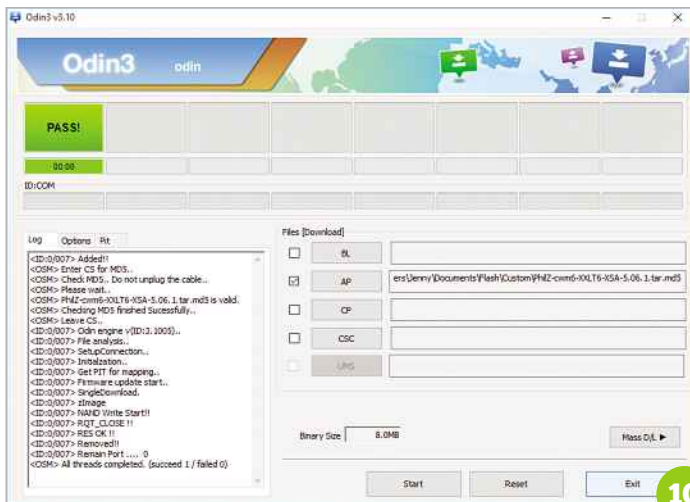 Odin3 v3.10
Odin3 odin
PASS!
00:08
ID:COM
Log Options Pit
<ID:0/007> Added!!
<OSM> Enter CS for MD5..
<OSM> Check MD5.. Do not unplug the cable..
<OSM> Please wait..
<OSM> PhilZ-cwm6-XXLT6-XSA-5.06.1.tar.md5 is valid.
<OSM> Checking MD5 finished Sucessfully..
<OSM> Leave CS..
<ID:0/007> Odin engine v(ID:3.1005)..
<ID:0/007> File analysis..
<ID:0/007> SetupConnection..
<ID:0/007> Initialzation..
<ID:0/007> Get PIT for mapping..
<ID:0/007> Firmware update start..
<ID:0/007> SingleDownload.
<ID:0/007> zImage
<ID:0/007> NAND Write Start!!
<ID:0/007> RQT_CLOSE !!
<ID:0/007> RES OK !!
<ID:0/007> Removed!!
<ID:0/007> Remain Port .... 0
<OSM> All threads completed. (succeed 1 / failed 0)
Files [Download]
BL
AP ers\Jenny\Documents\Flash\Custom\PhilZ-cwm6-XXLT6-XSA-5.06.1.tar.md5
CP
CSC
UMS
Binary Size 8.0MB
Mass D/L ►
Start Reset Exit